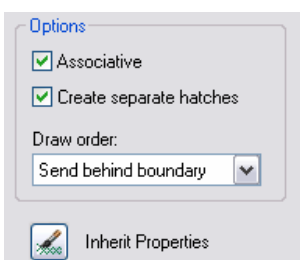 Options
Associative
Create separate hatches
Draw order:
Send behind boundary
Inherit Properties